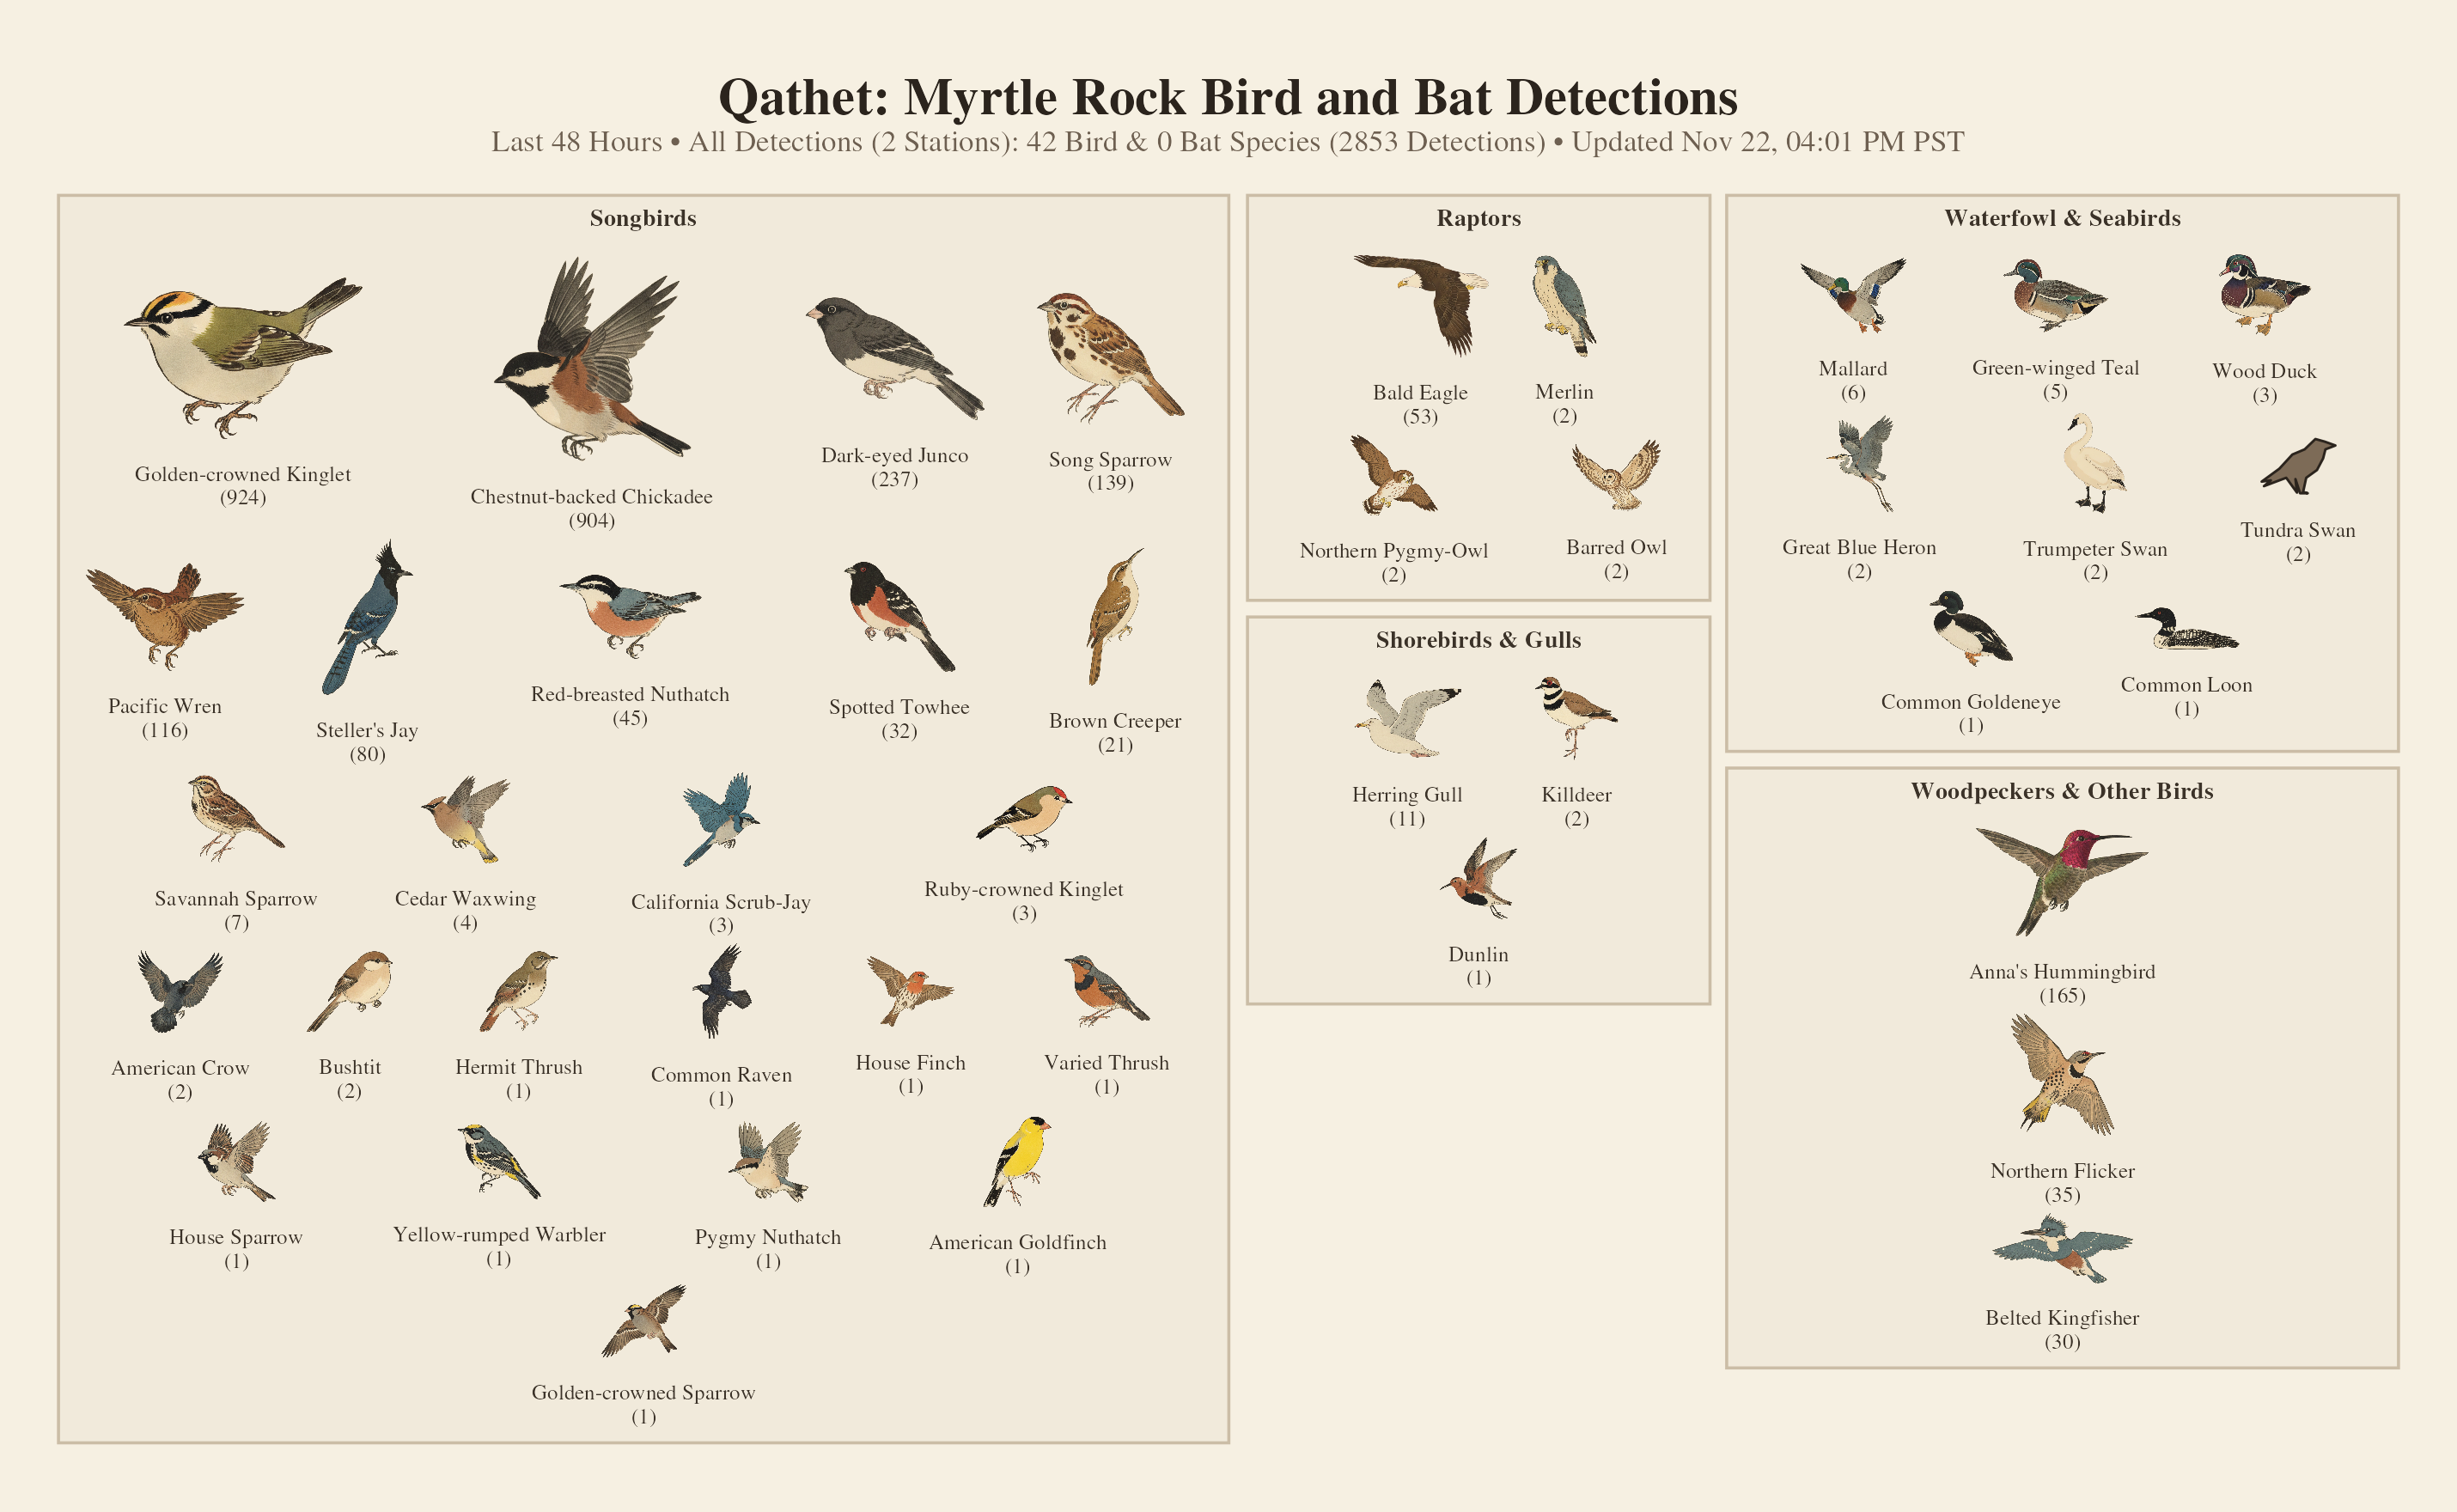 Qathet: Myrtle Rock Bird and Bat Detections
Last 48 Hours • All Detections (2 Stations): 42 Bird & 0 Bat Species (2853 Detections) • Updated Nov 22, 04:01 PM PST
Songbirds
Golden-crowned Kinglet
(924)
Chestnut-backed Chickadee
(904)
Dark-eyed Junco
(237)
Song Sparrow
(139)
Pacific Wren
(116)
Steller's Jay
(80)
Red-breasted Nuthatch
(45)
Spotted Towhee
(32)
Brown Creeper
(21)
Savannah Sparrow
(7)
Cedar Waxwing
(4)
California Scrub-Jay
(3)
Ruby-crowned Kinglet
(3)
American Crow
(2)
Bushtit
(2)
Hermit Thrush
(1)
Common Raven
(1)
House Finch
(1)
Varied Thrush
(1)
House Sparrow
(1)
Yellow-rumped Warbler
(1)
Pygmy Nuthatch
(1)
American Goldfinch
(1)
Golden-crowned Sparrow
(1)
Raptors
Bald Eagle
(53)
Merlin
(2)
Northern Pygmy-Owl
(2)
Barred Owl
(2)
Shorebirds & Gulls
Herring Gull
(11)
Killdeer
(2)
Dunlin
(1)
Waterfowl & Seabirds
Mallard
(6)
Green-winged Teal
(5)
Wood Duck
(3)
Great Blue Heron
(2)
Trumpeter Swan
(2)
Tundra Swan
(2)
Common Goldeneye
(1)
Common Loon
(1)
Woodpeckers & Other Birds
Anna's Hummingbird
(165)
Northern Flicker
(35)
Belted Kingfisher
(30)